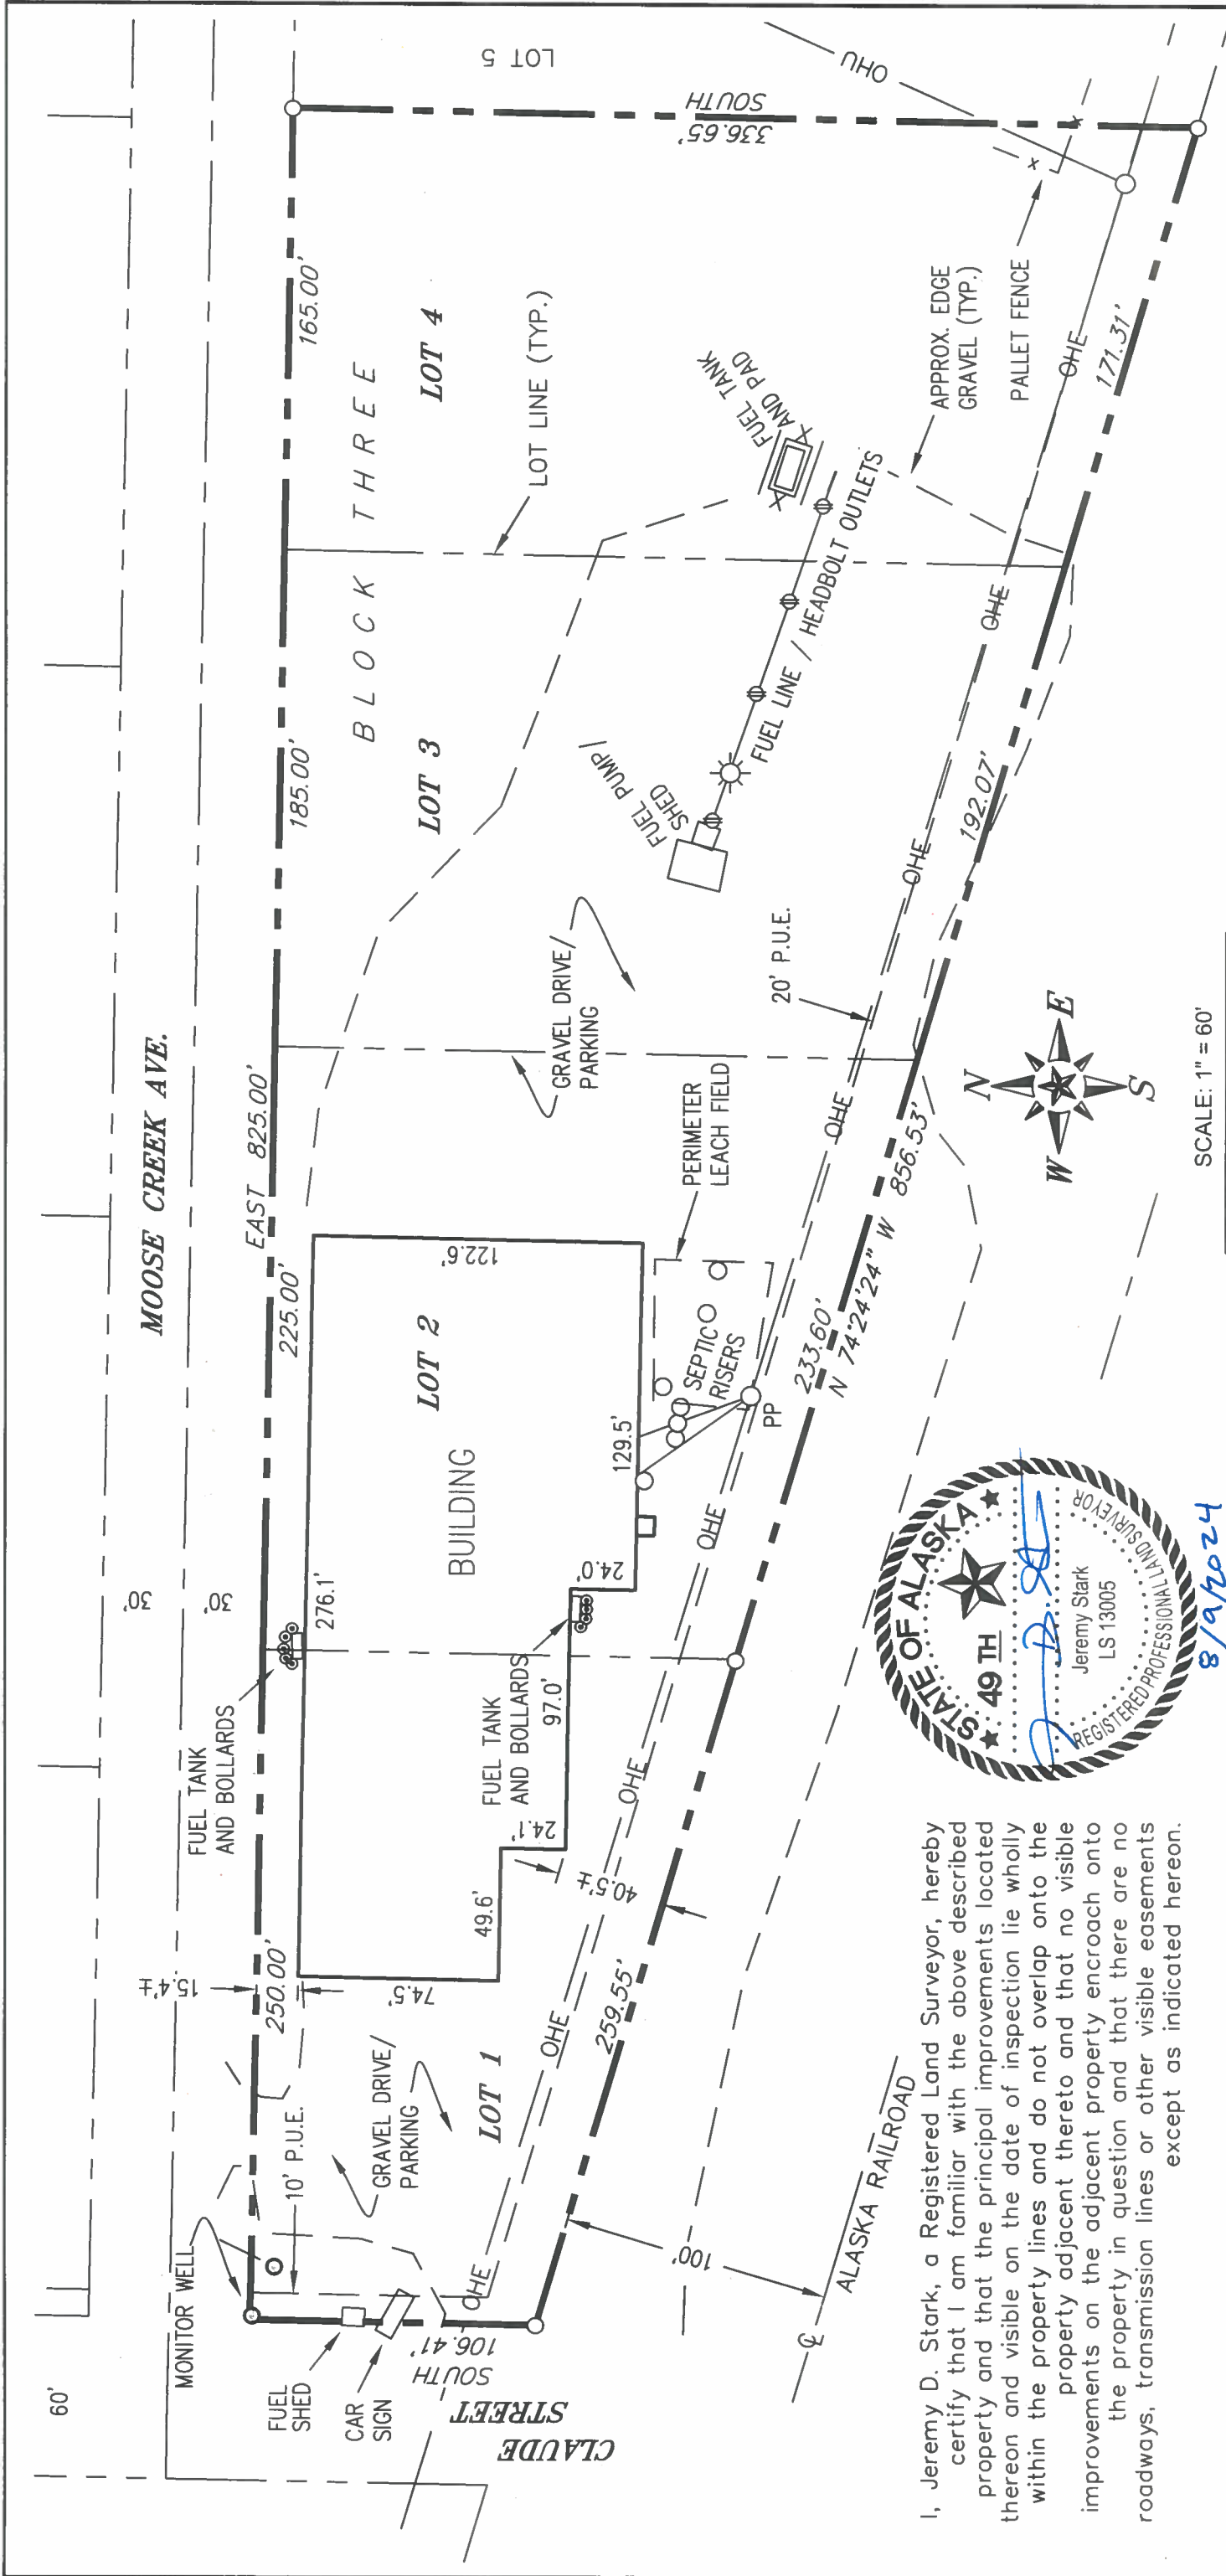 60'
MOOSE CREEK AVE.
30'
30'
MONITOR WELL
FUEL TANK
AND BOLLARDS
EAST 825.00'
250.00'
225.00'
185.00'
165.00'
15.4'±
10' P.U.E.
276.1'
BLOCK THREE
FUEL
SHED
CAR
SIGN
SOUTH
106.41'
CLAUDE
STREET
GRAVEL DRIVE/
PARKING
LOT 1
74.5'
49.6'
24.1'
97.0'
24.0'
129.5'
122.6'
BUILDING
LOT 2
FUEL TANK
AND BOLLARDS
40.5'±
LOT 3
LOT 4
LOT 5
LOT LINE (TYP.)
SOUTH
336.65'
OHU
GRAVEL DRIVE/
PARKING
FUEL PUMP/
SHED
FUEL TANK
AND PAD
FUEL LINE / HEADBOLT OUTLETS
APPROX. EDGE
GRAVEL (TYP.)
PALLET FENCE
PERIMETER
LEACH FIELD
SEPTIC
RISERS
PP
20' P.U.E.
OHE
OHE
OHE
OHE
OHE
OHE
OHE
OHE
259.55'
233.60'
N 74°24'24" W 856.53'
192.07'
171.31'
100'
ALASKA RAILROAD
N
W
E
S
SCALE: 1" = 60'
STATE OF ALASKA
49 TH
Jeremy Stark
LS 13005
REGISTERED PROFESSIONAL LAND SURVEYOR
8/9/2024
I, Jeremy D. Stark, a Registered Land Surveyor, hereby
certify that I am familiar with the above described
property and that the principal improvements located
thereon and visible on the date of inspection lie wholly
within the property lines and do not overlap onto the
property adjacent thereto and that no visible
improvements on the adjacent property encroach onto
the property in question and that there are no
roadways, transmission lines or other visible easements
except as indicated hereon.